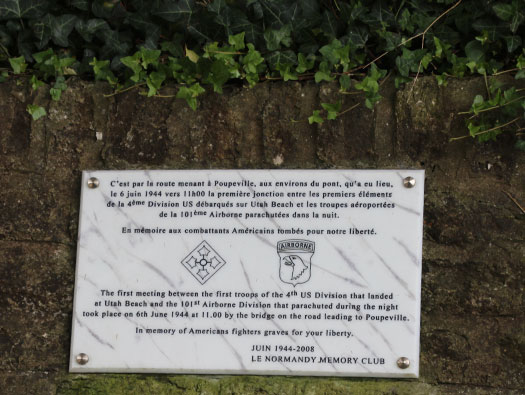 C'est par la route menant à Poupeville, aux environs du pont, qu'a eu lieu,
le 6 juin 1944 vers 11h00 la première jonction entre les premiers éléments
de la 4ème Division US débarqués sur Utah Beach et les troupes aéroportées
de la 101ème Airborne parachutées dans la nuit.
En mémoire aux combattants Américains tombés pour notre liberté.
AIRBORNE
The first meeting between the first troops of the 4th US Division that landed
at Utah Beach and the 101st Airborne Division that parachuted during the night
took place on 6th June 1944 at 11.00 by the bridge on the road leading to Poupeville.
In memory of Americans fighters graves for your liberty.
JUIN 1944-2008
LE NORMANDY MEMORY CLUB